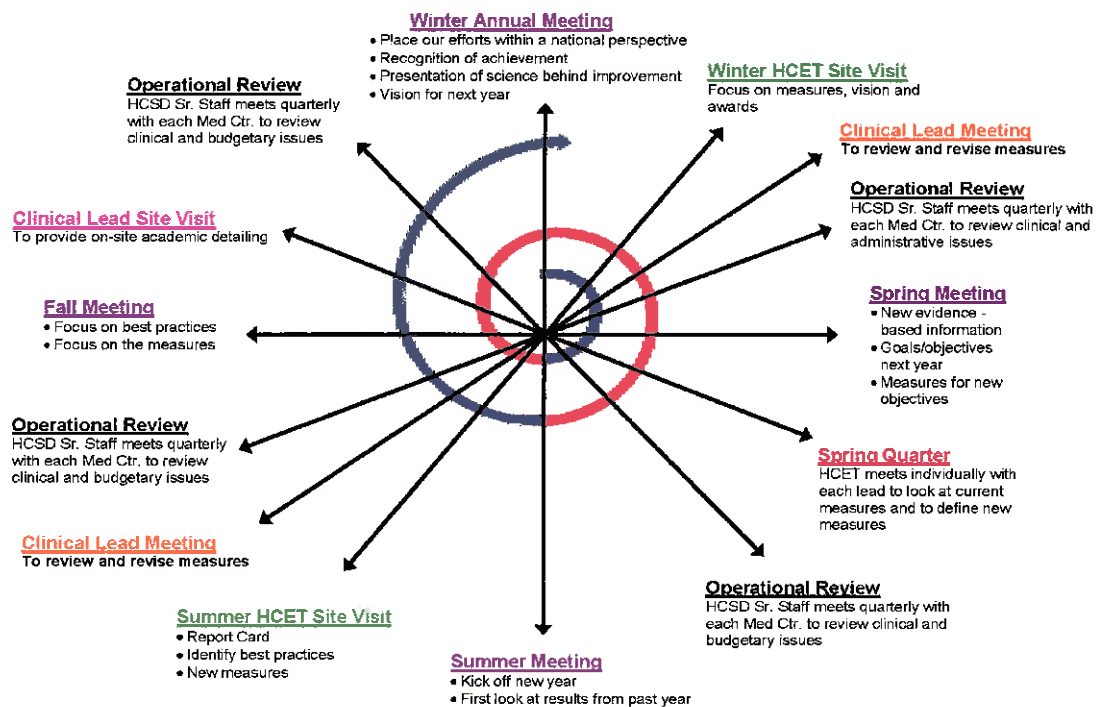 Winter Annual Meeting
• Place our efforts within a national perspective
• Recognition of achievement
• Presentation of science behind improvement
• Vision for next year
Winter HCET Site Visit
Focus on measures, vision and
awards
Clinical Lead Meeting
To review and revise measures
Operational Review
HCSD Sr. Staff meets quarterly with
each Med Ctr. to review clinical and
administrative issues
Spring Meeting
• New evidence -
based information
• Goals/objectives
next year
• Measures for new
objectives
Spring Quarter
HCET meets individually with
each lead to look at current
measures and to define new
measures
Operational Review
HCSD Sr. Staff meets quarterly with
each Med Ctr. to review clinical and
budgetary issues
Summer Meeting
• Kick off new year
• First look at results from past year
Summer HCET Site Visit
• Report Card
• Identify best practices
• New measures
Clinical Lead Meeting
To review and revise measures
Operational Review
HCSD Sr. Staff meets quarterly
with each Med Ctr. to review
clinical and budgetary issues
Fall Meeting
• Focus on best practices
• Focus on the measures
Clinical Lead Site Visit
To provide on-site academic detailing
Operational Review
HCSD Sr. Staff meets quarterly
with each Med Ctr. to review
clinical and budgetary issues